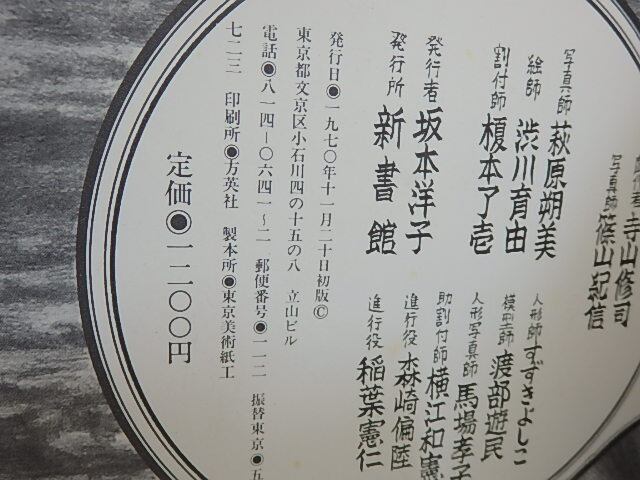 戯作者 寺山修司
写真師 篠山紀信
写真師 萩原朔美
絵師 渋川育由
割付師 榎本了壱
人形師 すずきよしこ
模型師 渡部遊民
人形写真師 馬場孝子
助割付師 横江和憲
進行役 森崎偏陸
進行役 稲葉憲仁
発行者 坂本洋子
発行所 新書館
発行日●一九七〇年十一月二十日初版©
東京都文京区小石川四の十五の八 立山ビル
電話●八一四―〇六四一～二 郵便番号●一一二 振替東京●五
七二三 印刷所●方英社 製本所●東京美術紙工
定価●一二〇〇円